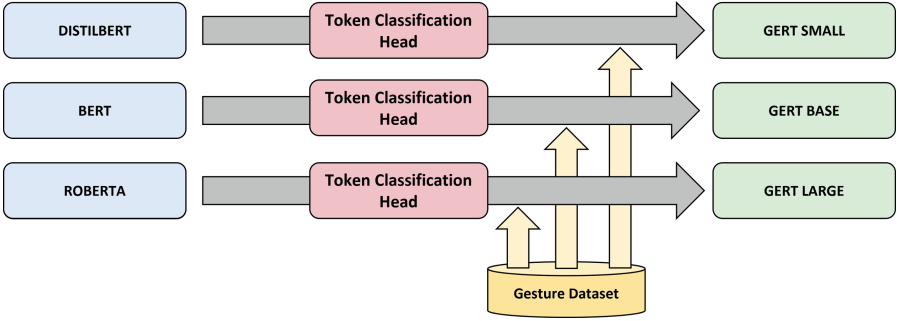 DISTILBERT
Token Classification
Head
GERT SMALL
BERT
Token Classification
Head
GERT BASE
ROBERTA
Token Classification
Head
GERT LARGE
Gesture Dataset